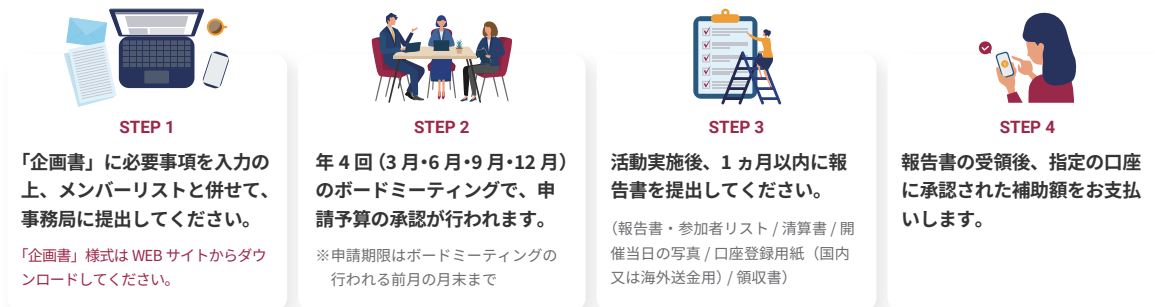 STEP 1
「企画書」に必要事項を入力の
上、メンバーリストと併せて、
事務局に提出してください。
「企画書」様式は WEB サイトからダウ
ンロードしてください。
STEP 2
年 4 回（3 月・6 月・9 月・12 月）
のボードミーティングで、申
請予算の承認が行われます。
※申請期限はボードミーティングの
行われる前月の月末まで
STEP 3
活動実施後、1 ヵ月以内に報
告書を提出してください。
（報告書・参加者リスト / 清算書 / 開
催当日の写真 / 口座登録用紙（国内
又は海外送金用）/ 領収書）
STEP 4
報告書の受領後、指定の口座
に承認された補助額をお支払
いします。